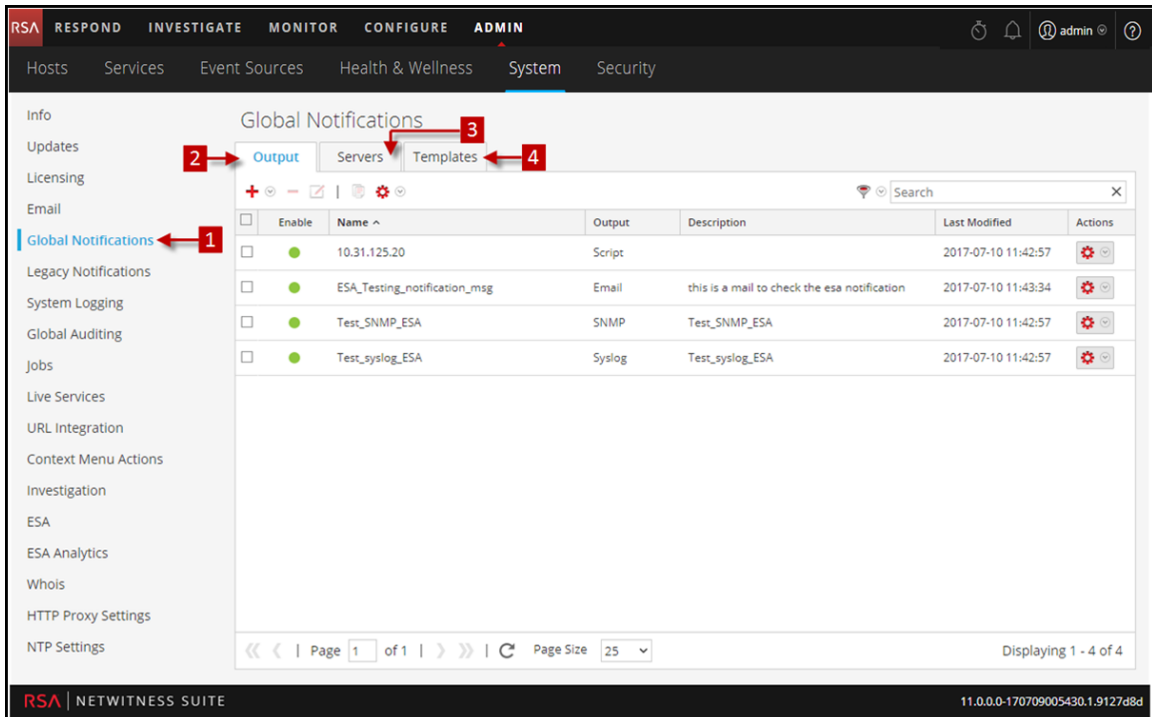 RSA RESPOND INVESTIGATE MONITOR CONFIGURE ADMIN admin ?
Hosts Services Event Sources Health & Wellness System Security
Info
Updates
Licensing
Email
Global Notifications
Legacy Notifications
System Logging
Global Auditing
Jobs
Live Services
URL Integration
Context Menu Actions
Investigation
ESA
ESA Analytics
Whois
HTTP Proxy Settings
NTP Settings
1
Global Notifications
3
2 Output Servers Templates 4
Search
Enable Name Output Description Last Modified Actions
10.31.125.20 Script 2017-07-10 11:42:57
ESA_Testing_notification_msg Email this is a mail to check the esa notification 2017-07-10 11:43:34
Test_SNMP_ESA SNMP Test_SNMP_ESA 2017-07-10 11:42:57
Test_syslog_ESA Syslog Test_syslog_ESA 2017-07-10 11:42:57
Page 1 of 1 Page Size 25 Displaying 1 - 4 of 4
RSA NETWITNESS SUITE 11.0.0.0-170709005430.1.9127d8d